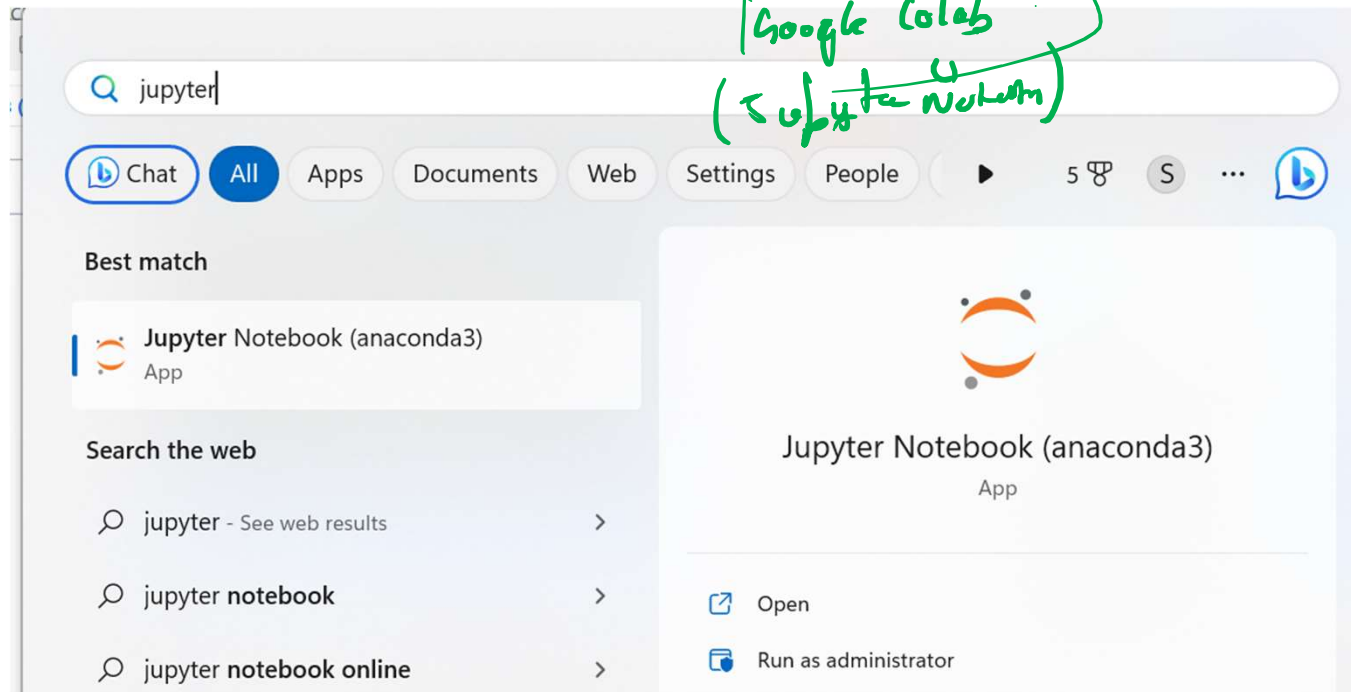 Google Colab
(Jupyter Notebook)
jupyter
Chat All Apps Documents Web Settings People 5 S ...
Best match
Jupyter Notebook (anaconda3)
App
Search the web
jupyter - See web results
jupyter notebook
jupyter notebook online
Jupyter Notebook (anaconda3)
App
Open
Run as administrator